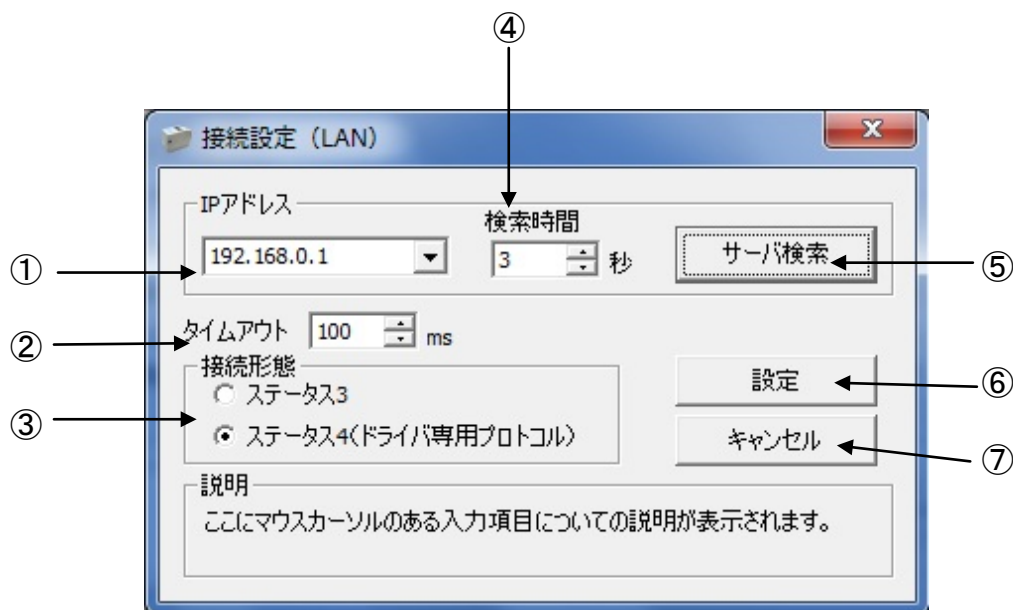 ④
接続設定 (LAN)
IPアドレス
検索時間
① 192.168.0.1 3 秒 サーバ検索 ⑤
② タイムアウト 100 ms
接続形態
ステータス3 設定 ⑥
③ ステータス4(ドライバ専用プロトコル) キャンセル ⑦
説明
ここにマウスカーソルのある入力項目についての説明が表示されます。